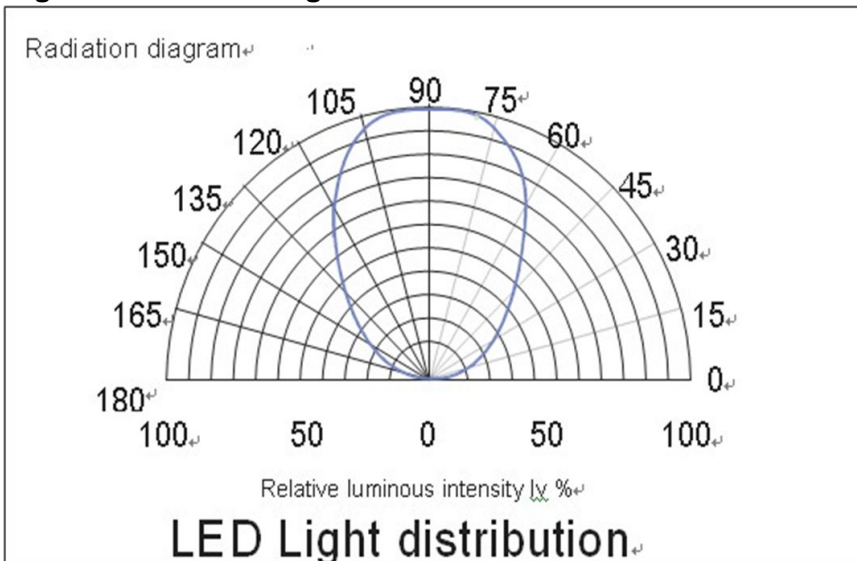 Radiation diagram
90
105 75
120 60
135 45
150 30
165 15
180 0
100 50 0 50 100
Relative luminous intensity Iv %
LED Light distribution